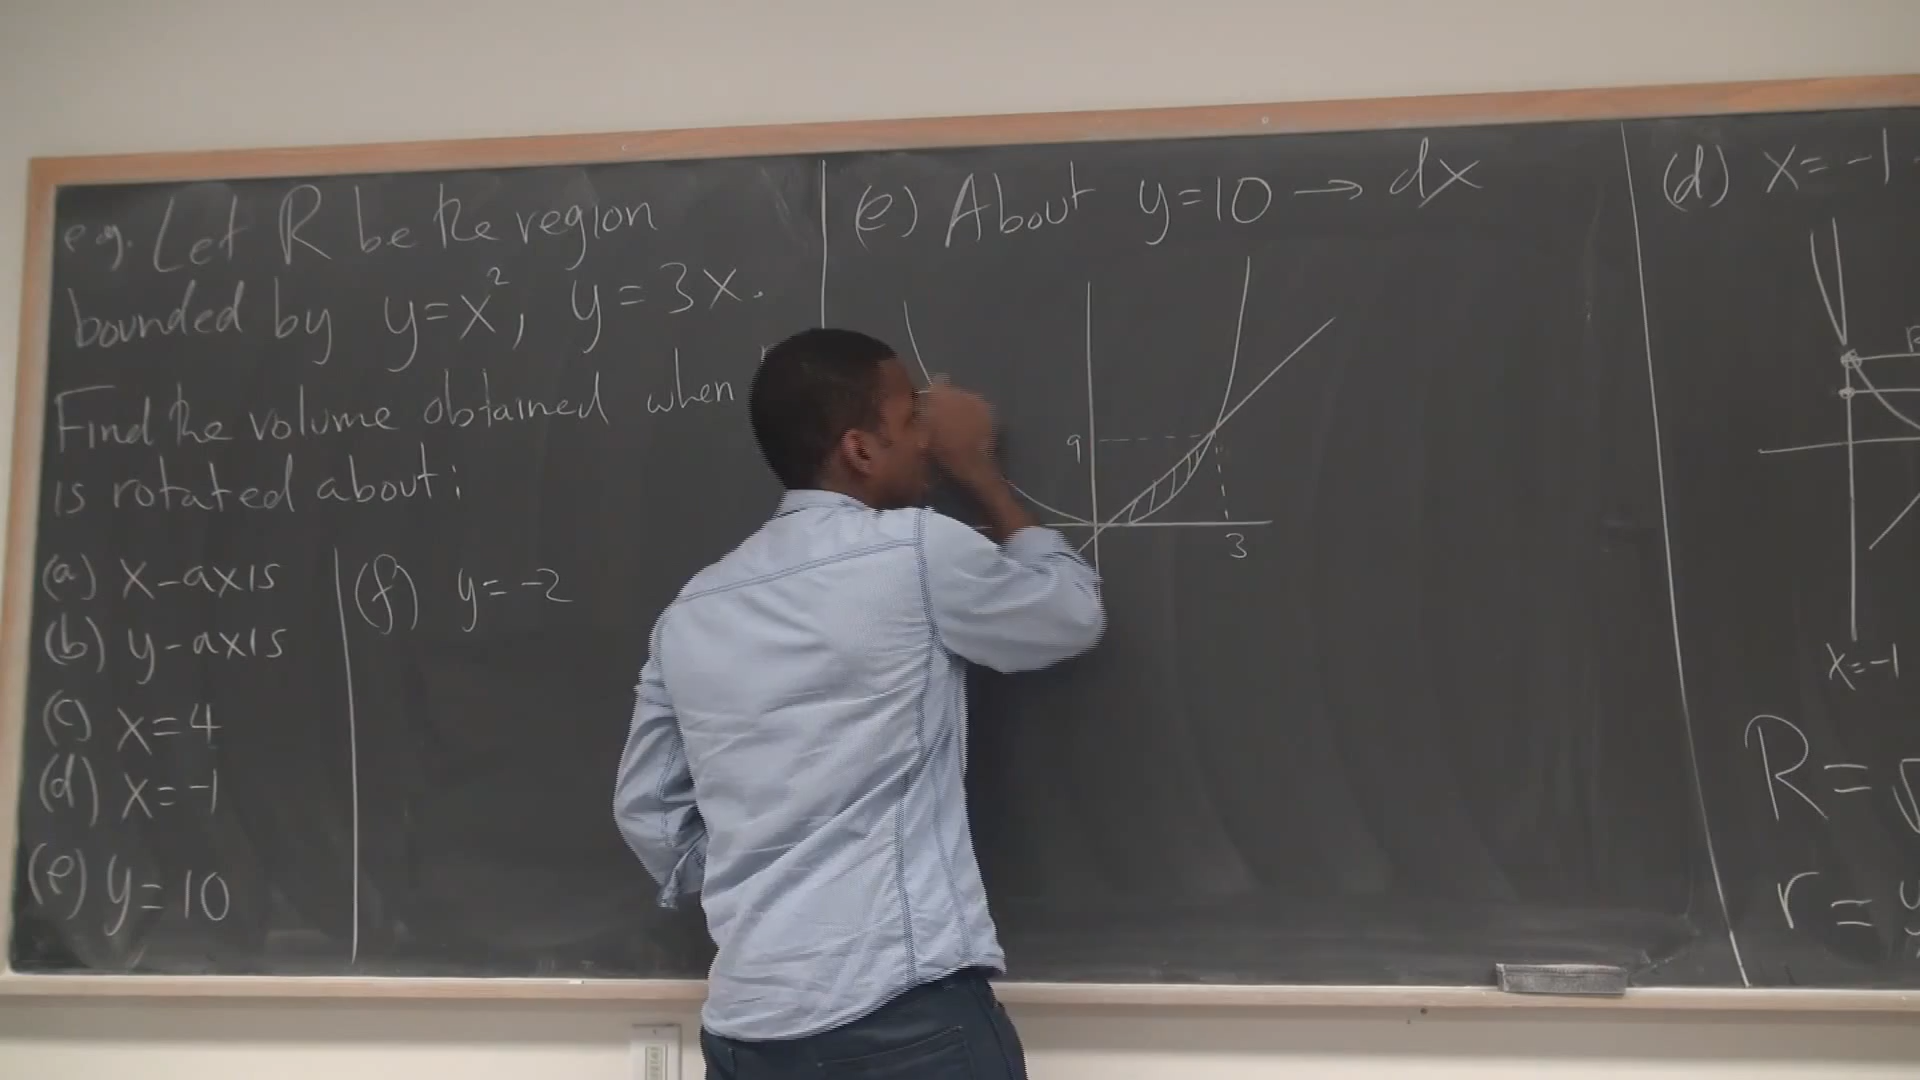 e.g. Let R be the region
bounded by y=x², y=3x.
Find the volume obtained when
is rotated about:
(a) x-axis
(b) y-axis
(c) x=4
(d) x=-1
(e) y=10
(f) y=-2
(e) About y=10 → dx
9
3
(d) x=-1
x=-1
R=
r=